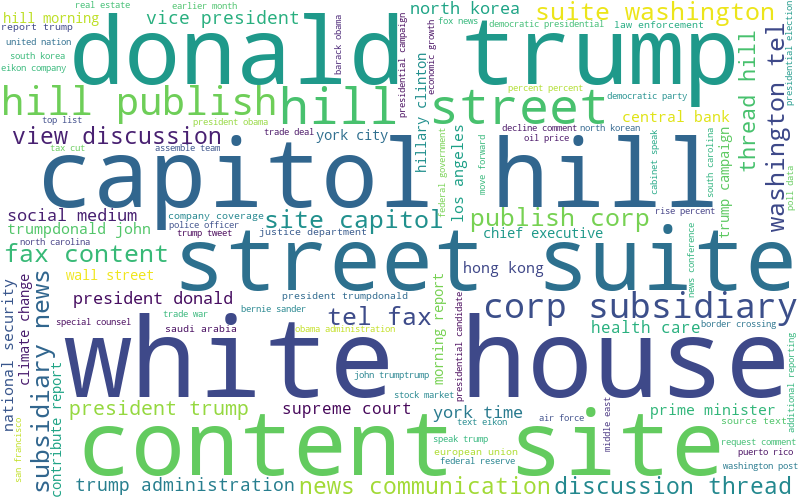 real estate
earlier month
north korea
fox news
democratic presidential
law enforcement
suite washington
hill morning
vice president
report trump
united nation
south korea
eikon company
donald trump
barack obama
presidential campaign
economic growth
presidential election
hill publish
hill street
percent percent
democratic party
central bank
thread hill
washington tel
top list
president obama
trade deal
york city
view discussion
hillary clinton
decline comment
north korean
oil price
tax cut
assemble team
capitol hill
federal government
los angeles
move forward
cabinet speak
south carolina
trump campaign
poll data
social medium
company coverage
police officer
site capitol
publish corp
rise percent
trumpdonald john
trump tweet
justice department
chief executive
north carolina
fax content
street suite
news conference
wall street
hong kong
national security
climate change
subsidiary news
president donald
president trumpdonald
bernie sander
morning report
presidential candidate
corp subsidiary
special counsel
trade war
saudi arabia
obama administration
tel fax
health care
border crossing
white house
john trumptrump
stock market
additional reporting
contribute report
president trump
supreme court
york time
text eikon
air force
middle east
prime minister
source text
san francisco
content site
speak trump
european union
federal reserve
request comment
puerto rico
washington post
trump administration
news communication
discussion thread